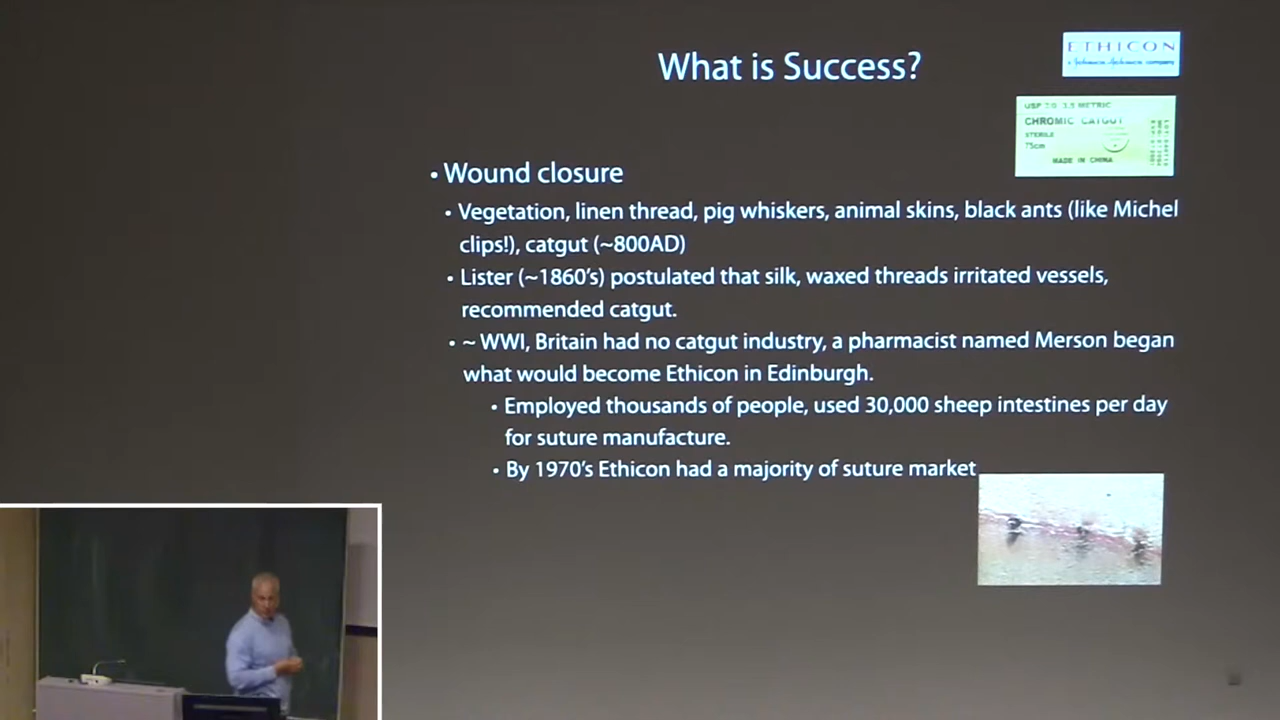 What is Success?
ETHICON
a Johnson & Johnson company
CHROMIC CATGUT
STERILE
75cm
MADE IN CHINA
• Wound closure
• Vegetation, linen thread, pig whiskers, animal skins, black ants (like Michel
clips!), catgut (~800AD)
• Lister (~1860's) postulated that silk, waxed threads irritated vessels,
recommended catgut.
• ~ WWI, Britain had no catgut industry, a pharmacist named Merson began
what would become Ethicon in Edinburgh.
• Employed thousands of people, used 30,000 sheep intestines per day
for suture manufacture.
• By 1970's Ethicon had a majority of suture market